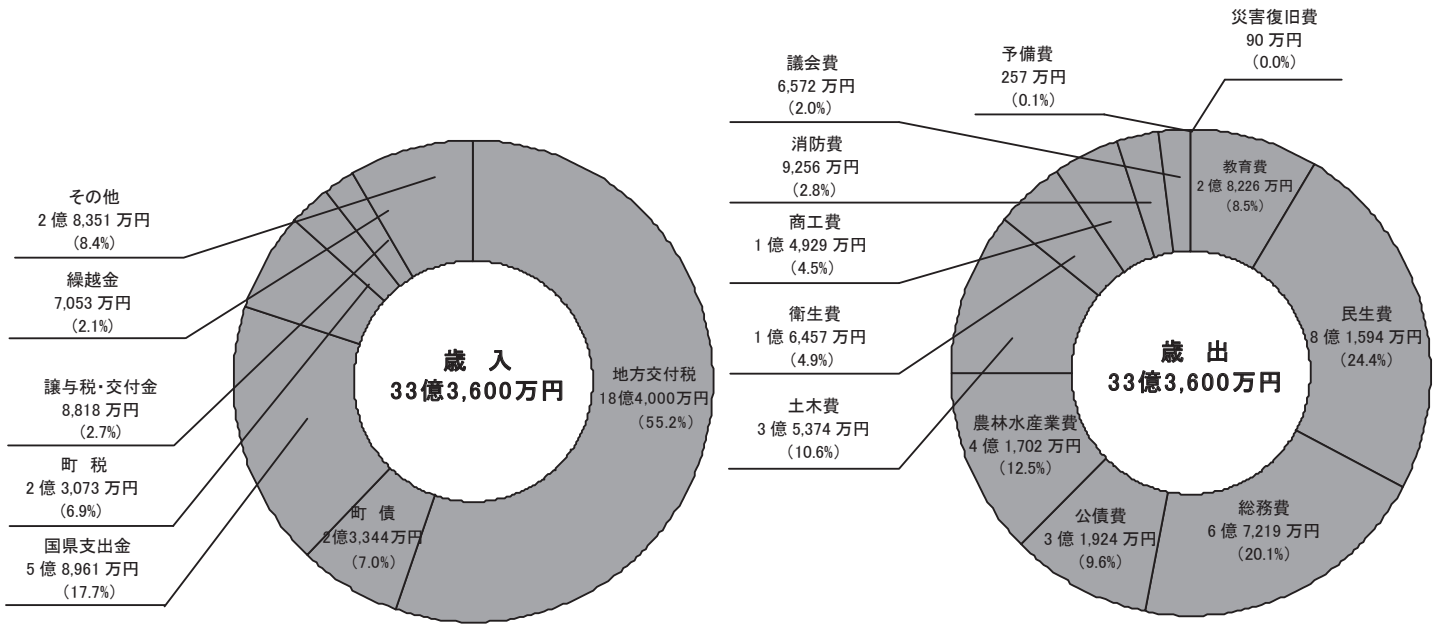 その他
2 億 8,351 万円
（8.4%）
繰越金
7,053 万円
（2.1%）
譲与税・交付金
8,818 万円
（2.7%）
町　税
2 億 3,073 万円
（6.9%）
国県支出金
5 億 8,961 万円
（17.7%）
町　債
2億3,344万円
（7.0%）
地方交付税
18億4,000万円
（55.2%）
歳　入
33億3,600万円
災害復旧費
90 万円
（0.0%）
予備費
257 万円
（0.1%）
議会費
6,572 万円
（2.0%）
消防費
9,256 万円
（2.8%）
商工費
1 億 4,929 万円
（4.5%）
衛生費
1 億 6,457 万円
（4.9%）
土木費
3 億 5,374 万円
（10.6%）
農林水産業費
4 億 1,702 万円
（12.5%）
公債費
3 億 1,924 万円
（9.6%）
総務費
6 億 7,219 万円
（20.1%）
民生費
8 億 1,594 万円
（24.4%）
教育費
2 億 8,226 万円
（8.5%）
歳　出
33億3,600万円